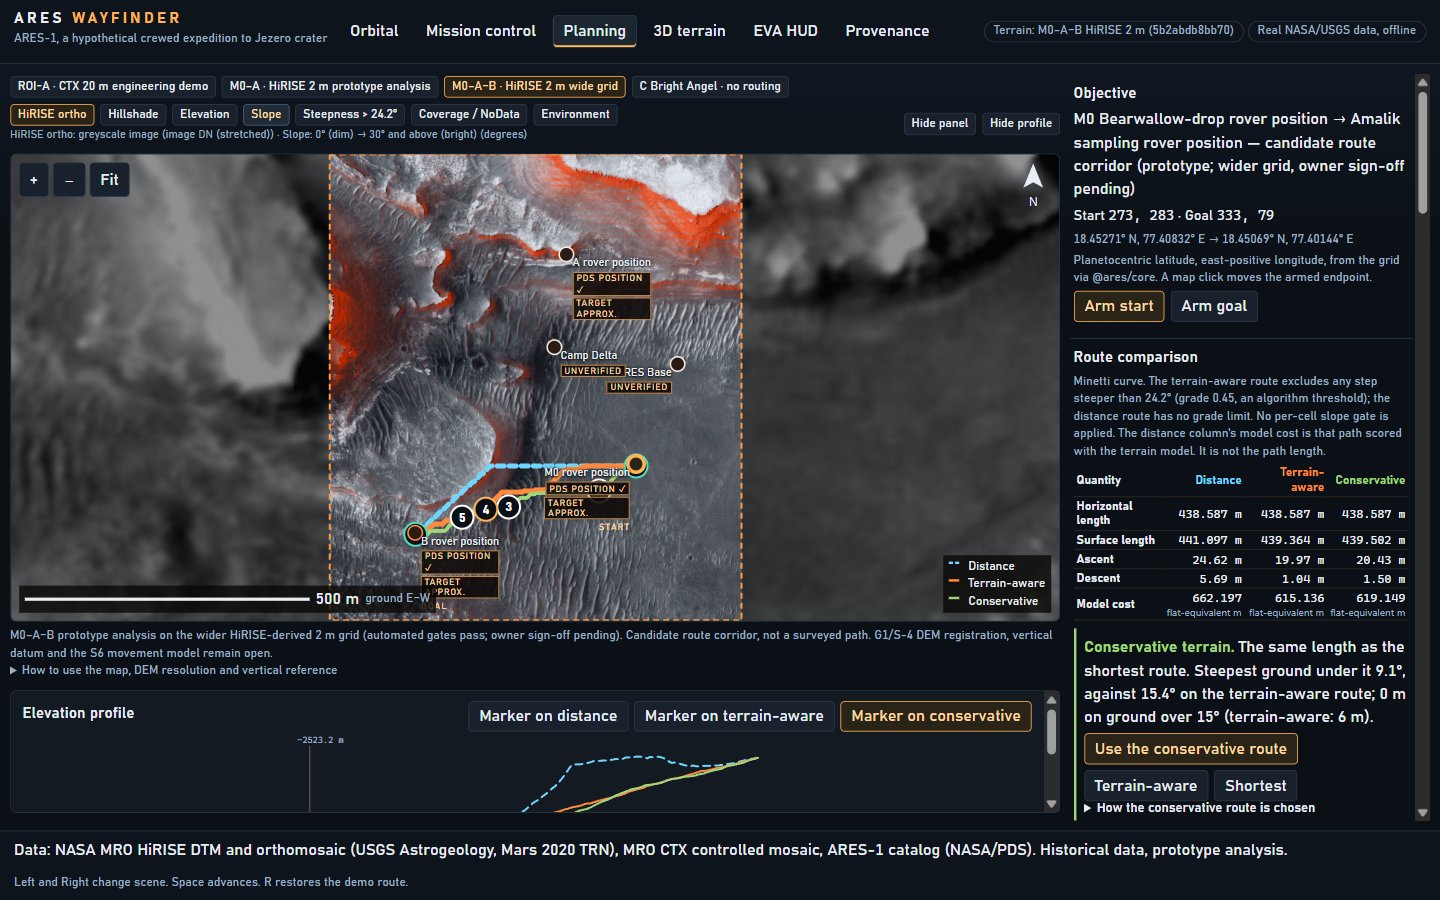 ARES WAYFINDER
ARES-1, a hypothetical crewed expedition to Jezero crater
Orbital
Mission control
Planning
3D terrain
EVA HUD
Provenance
Terrain: M0-A-B HiRISE 2 m (5b2abdb8bb70)
Real NASA/USGS data, offline
ROI-A · CTX 20 m engineering demo
M0-A · HiRISE 2 m prototype analysis
M0-A-B · HiRISE 2 m wide grid
C Bright Angel · no routing
HiRISE ortho
Hillshade
Elevation
Slope
Steepness > 24.2°
Coverage / NoData
Environment
HiRISE ortho: greyscale image (image DN (stretched)) · Slope: 0° (dim) → 30° and above (bright) (degrees)
Hide panel
Hide profile
+
–
Fit
N
A rover position
PDS POSITION
✓
TARGET
APPROX.
Camp Delta
UNVERIFIED
RES Base
UNVERIFIED
M0 rover position
PDS POSITION ✓
TARGET
APPROX.
START
5
4
3
B rover position
PDS POSITION
✓
TARGET
500 m ground E-W
Distance
Terrain-aware
Conservative
M0-A-B prototype analysis on the wider HiRISE-derived 2 m grid (automated gates pass; owner sign-off pending). Candidate route corridor, not a surveyed path. G1/S-4 DEM registration, vertical
datum and the S6 movement model remain open.
▶ How to use the map, DEM resolution and vertical reference
Elevation profile
Marker on distance
Marker on terrain-aware
Marker on conservative
-2523.2 m
Objective
M0 Bearwallow-drop rover position → Amalik
sampling rover position — candidate route
corridor (prototype; wider grid, owner sign-off
pending)
Start 273, 283 · Goal 333, 79
18.45271° N, 77.40832° E → 18.45069° N, 77.40144° E
Planetocentric latitude, east-positive longitude, from the grid
via @ares/core. A map click moves the armed endpoint.
Arm start
Arm goal
Route comparison
Minetti curve. The terrain-aware route excludes any step
steeper than 24.2° (grade 0.45, an algorithm threshold); the
distance route has no grade limit. No per-cell slope gate is
applied. The distance column's model cost is that path scored
with the terrain model. It is not the path length.
Quantity Distance Terrain-aware Conservative
Horizontal length 438.587 m 438.587 m 438.587 m
Surface length 441.097 m 439.364 m 439.502 m
Ascent 24.62 m 19.97 m 20.43 m
Descent 5.69 m 1.04 m 1.50 m
Model cost 662.197 615.136 619.149
flat-equivalent m flat-equivalent m flat-equivalent m
Conservative terrain. The same length as the
shortest route. Steepest ground under it 9.1°,
against 15.4° on the terrain-aware route; 0 m
on ground over 15° (terrain-aware: 6 m).
Use the conservative route
Terrain-aware
Shortest
▶ How the conservative route is chosen
Data: NASA MRO HiRISE DTM and orthomosaic (USGS Astrogeology, Mars 2020 TRN), MRO CTX controlled mosaic, ARES-1 catalog (NASA/PDS). Historical data, prototype analysis.
Left and Right change scene. Space advances. R restores the demo route.